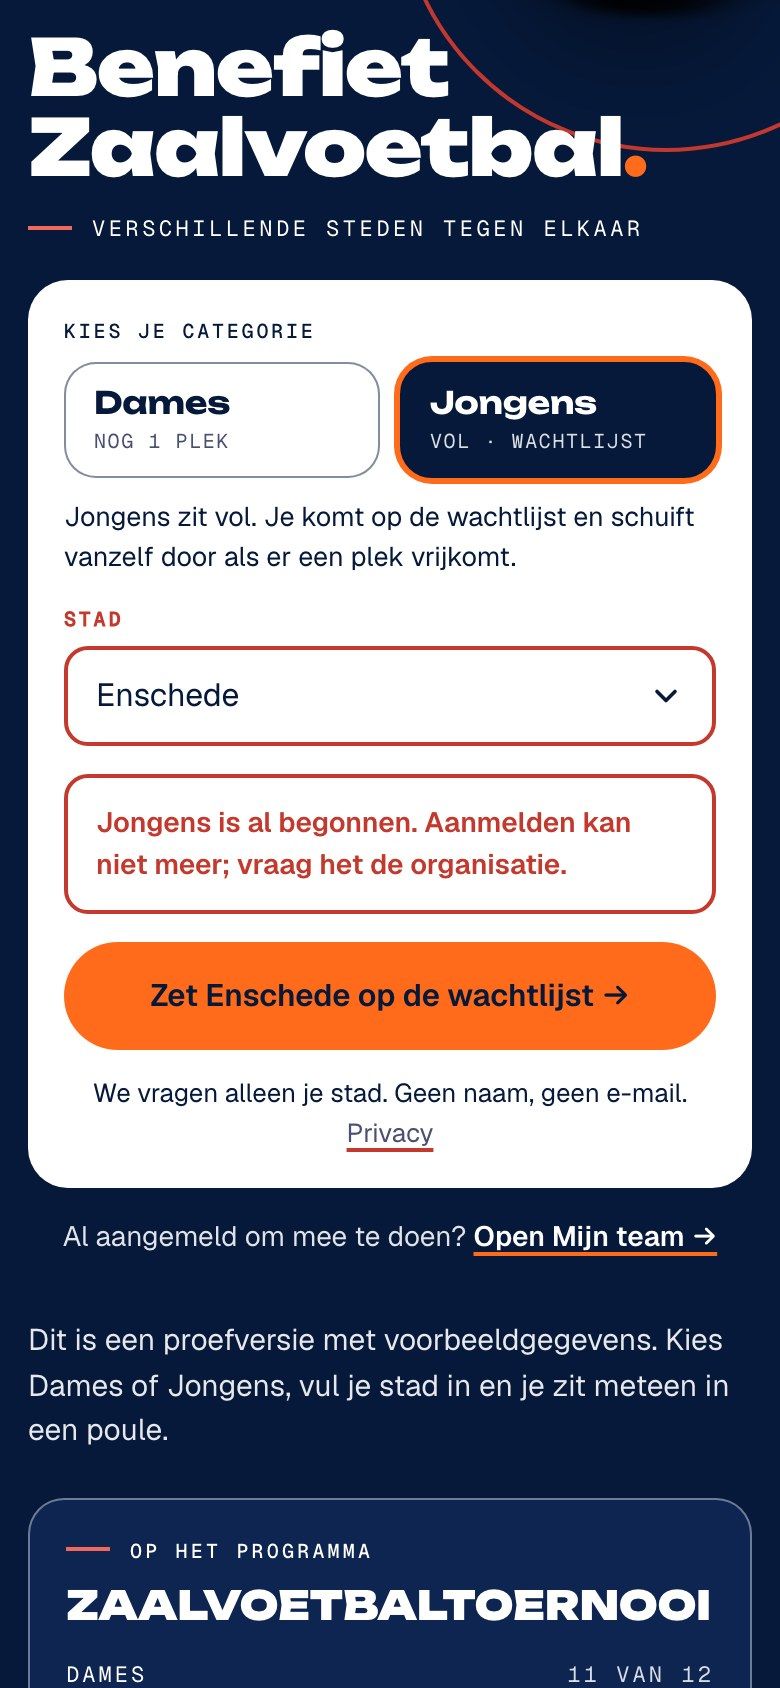 Benefiet
Zaalvoetbal.
VERSCHILLENDE STEDEN TEGEN ELKAAR
KIES JE CATEGORIE
Dames
NOG 1 PLEK
Jongens
VOL · WACHTLIJST
Jongens zit vol. Je komt op de wachtlijst en schuift
vanzelf door als er een plek vrijkomt.
STAD
Enschede
Jongens is al begonnen. Aanmelden kan
niet meer; vraag het de organisatie.
Zet Enschede op de wachtlijst →
We vragen alleen je stad. Geen naam, geen e-mail.
Privacy
Al aangemeld om mee te doen? Open Mijn team →
Dit is een proefversie met voorbeeldgegevens. Kies
Dames of Jongens, vul je stad in en je zit meteen in
een poule.
OP HET PROGRAMMA
ZAALVOETBALTOERNOOI
DAMES 11 VAN 12